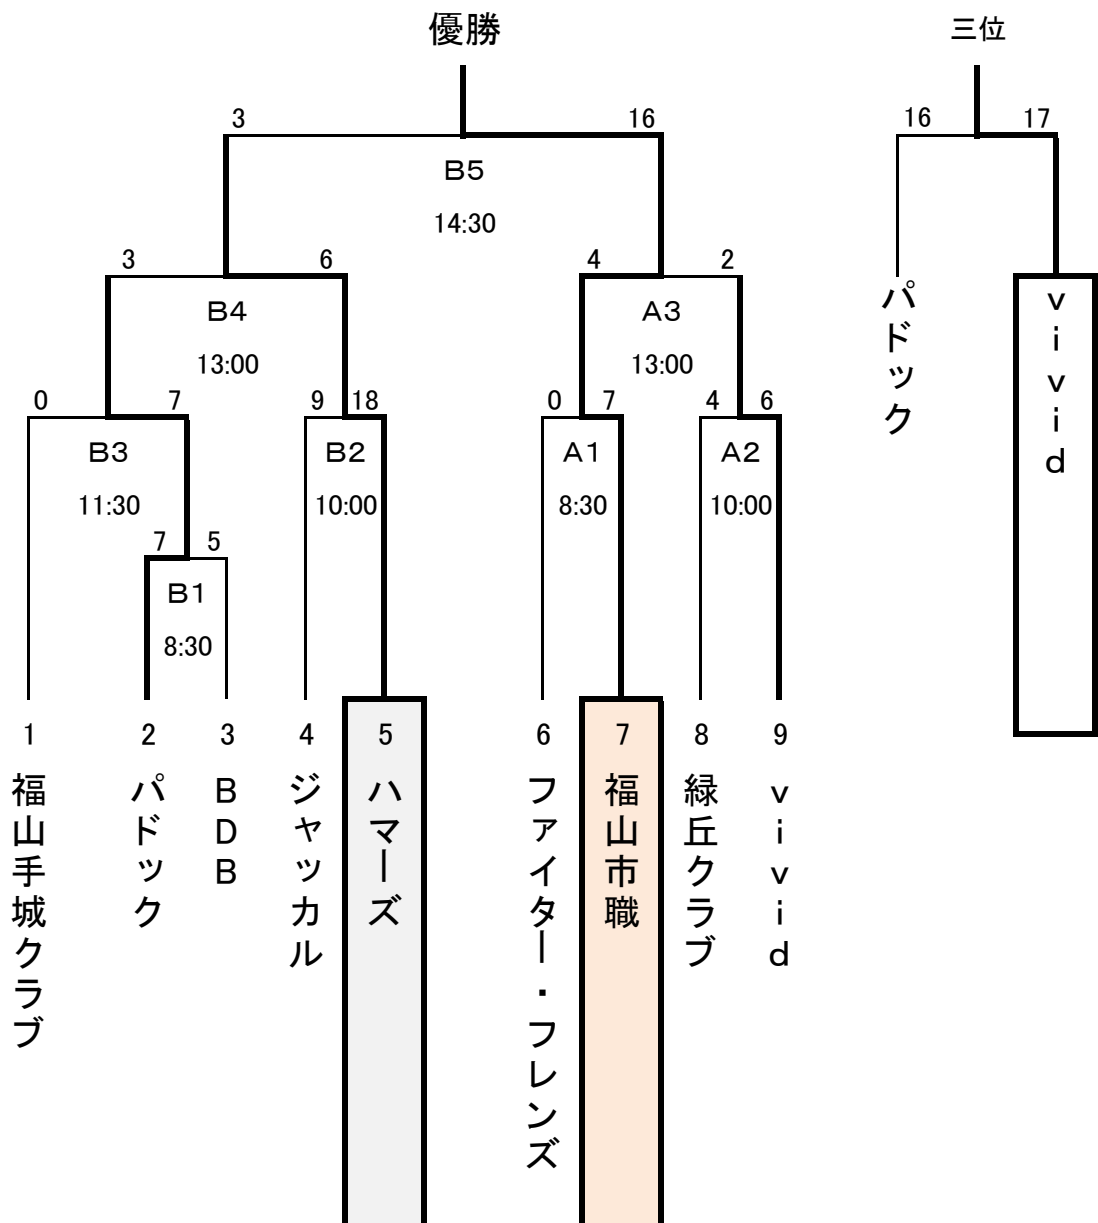 優勝
三位
3 16
16 17
B5
14:30
3 6
4 2
B4
A3
13:00
13:00
0 7
9 18
0 7
4 6
B3
B2
A1
A2
11:30
10:00
8:30
10:00
7 5
B1
8:30
パドック
vivid
1
2
3
4
5
6
7
8
9
福山手城クラブ
パドック
BDB
ジャッカル
ハマーズ
ファイター・フレンズ
福山市職
緑丘クラブ
vivid